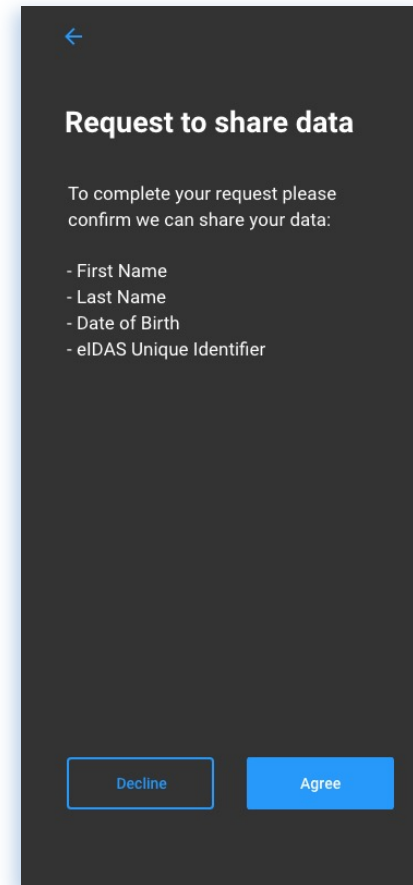 Request to share data
To complete your request please
confirm we can share your data:
- First Name
- Last Name
- Date of Birth
- eIDAS Unique Identifier
Decline
Agree